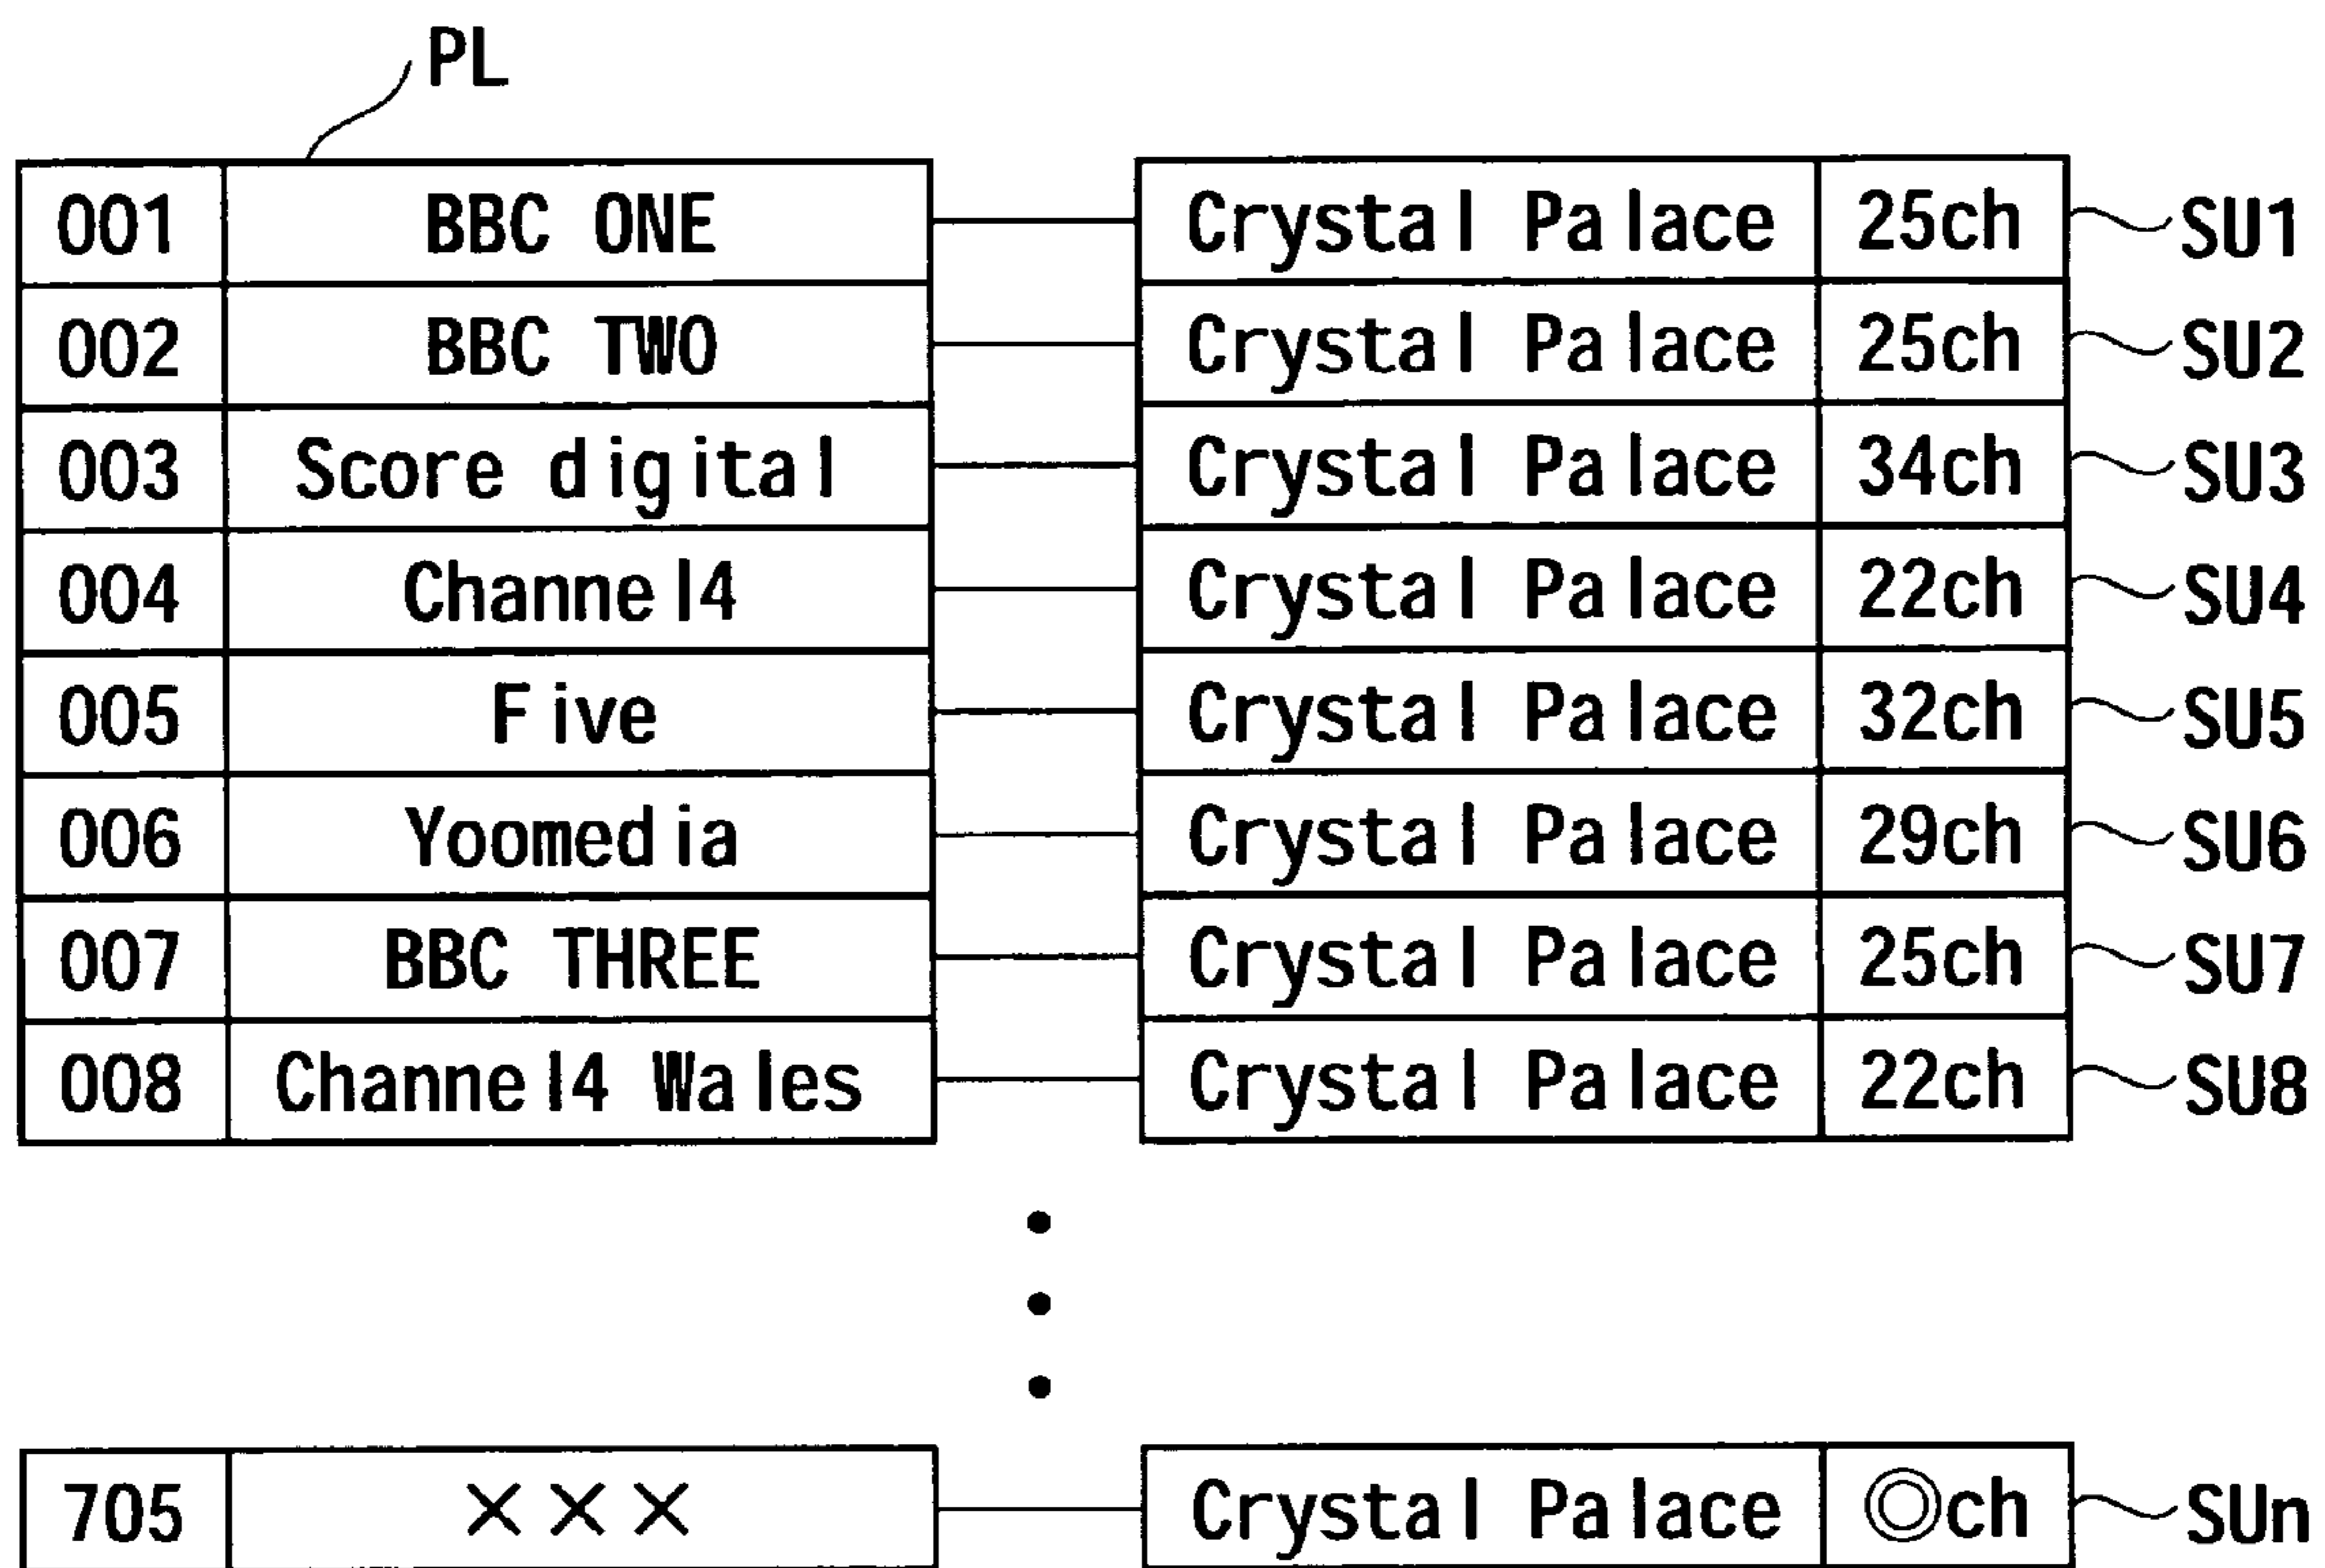 PL
001 BBC ONE Crystal Palace 25ch SU1
002 BBC TWO Crystal Palace 25ch SU2
003 Score digital Crystal Palace 34ch SU3
004 Channel4 Crystal Palace 22ch SU4
005 Five Crystal Palace 32ch SU5
006 Yoomedia Crystal Palace 29ch SU6
007 BBC THREE Crystal Palace 25ch SU7
008 Channel4 Wales Crystal Palace 22ch SU8
705 ××× Crystal Palace ◎ch SUn